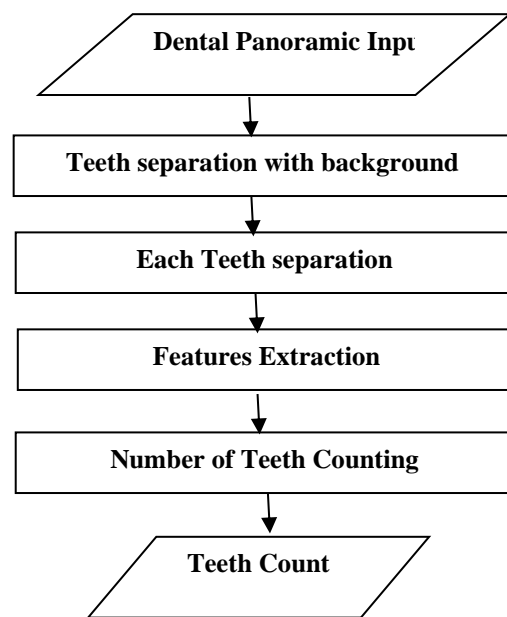 Dental Panoramic Inpu
Teeth separation with background
Each Teeth separation
Features Extraction
Number of Teeth Counting
Teeth Count